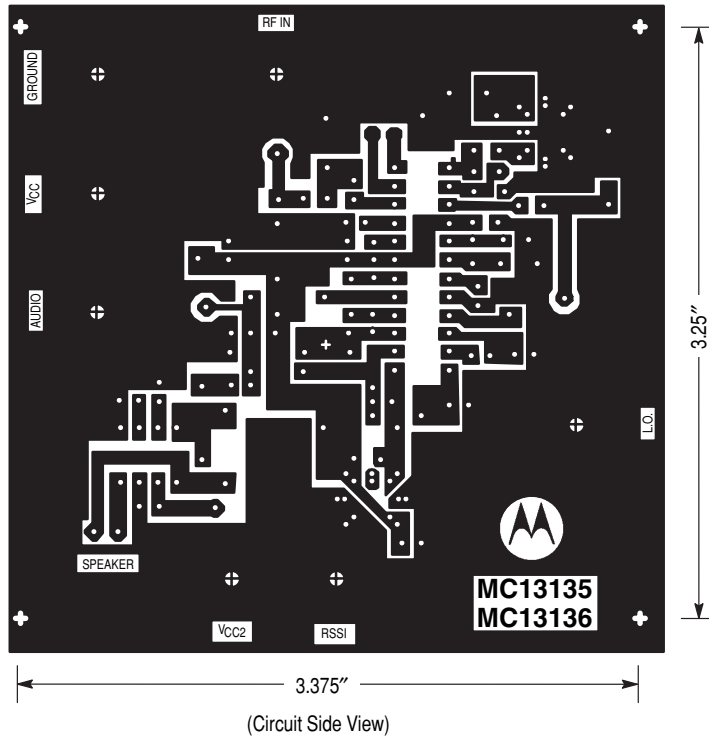 RF IN
GROUND
VCC
AUDIO
3.25″
L.O.
SPEAKER
MC13135
MC13136
VCC2
RSSI
3.375″
(Circuit Side View)